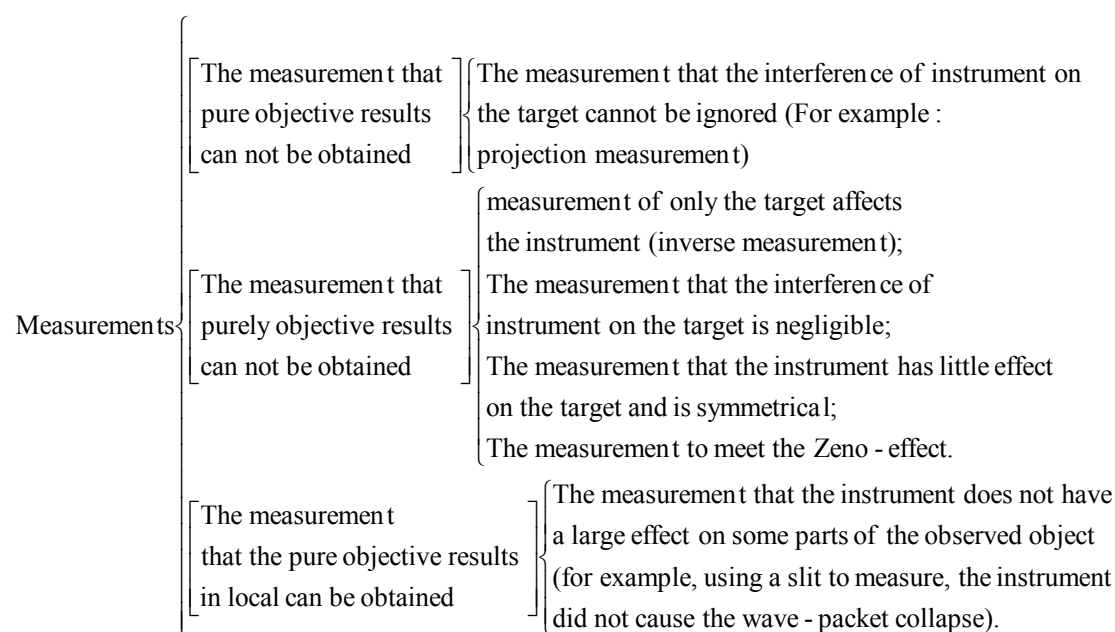 Measurements
The measurement that
pure objective results
can not be obtained
The measurement that the interference of instrument on
the target cannot be ignored (For example :
projection measurement)
The measurement that
purely objective results
can not be obtained
measurement of only the target affects
the instrument (inverse measurement);
The measurement that the interference of
instrument on the target is negligible;
The measurement that the instrument has little effect
on the target and is symmetrical;
The measurement to meet the Zeno - effect.
The measurement
that the pure objective results
in local can be obtained
The measurement that the instrument does not have
a large effect on some parts of the observed object
(for example, using a slit to measure, the instrument
did not cause the wave - packet collapse).